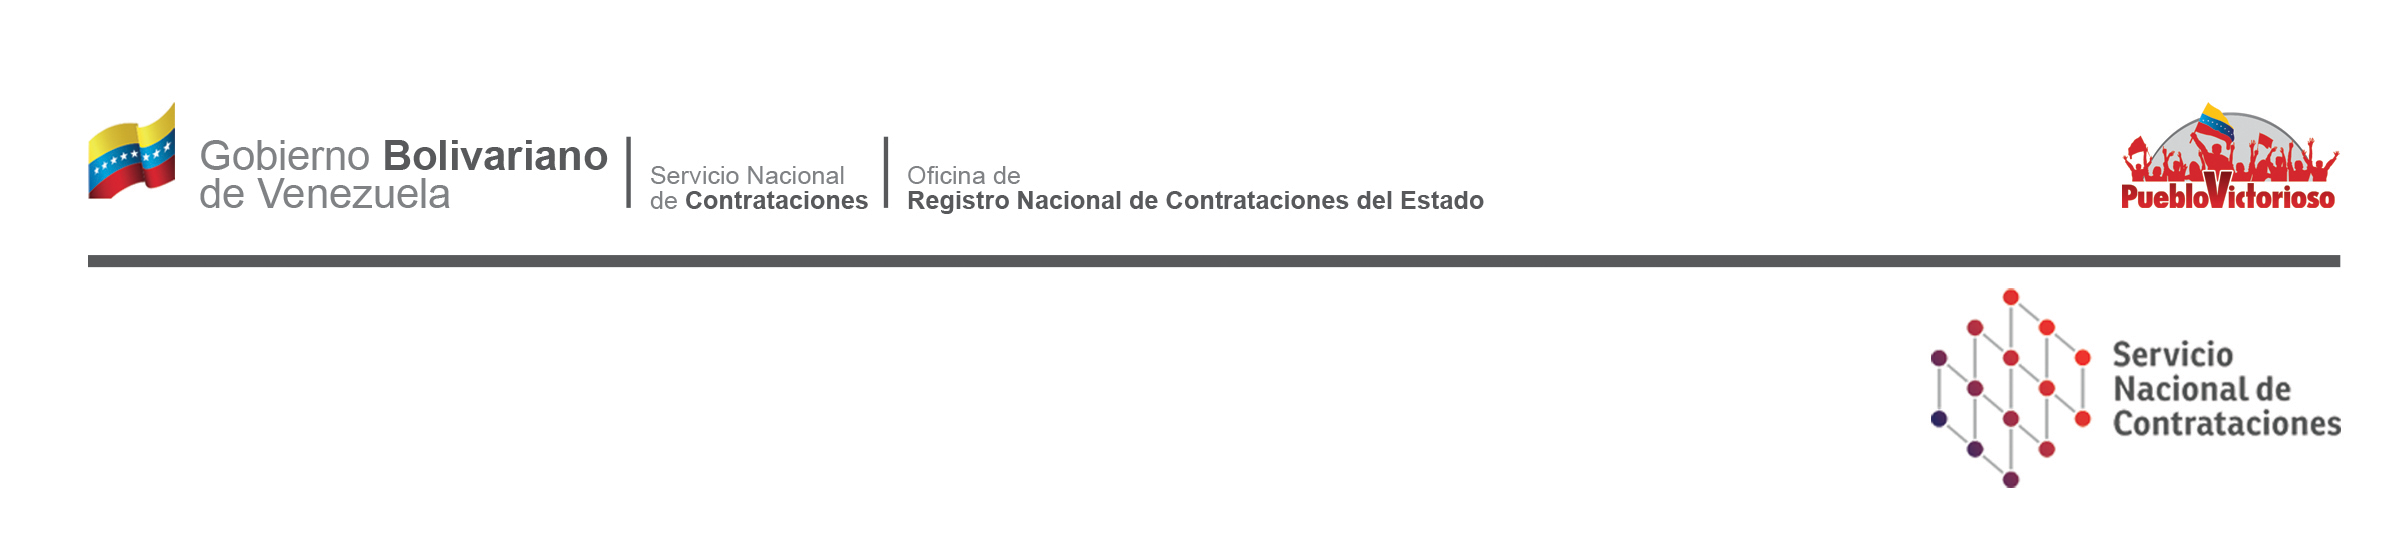 Gobierno Bolivariano
de Venezuela
Servicio Nacional
de Contrataciones
Oficina de
Registro Nacional de Contrataciones del Estado
PuebloVictorioso
Servicio
Nacional de
Contrataciones